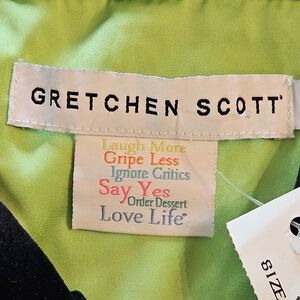 GRETCHEN SCOTT
Laugh More
Gripe Less
Ignore Critics
Say Yes
Order Dessert
Love Life®
SIZE